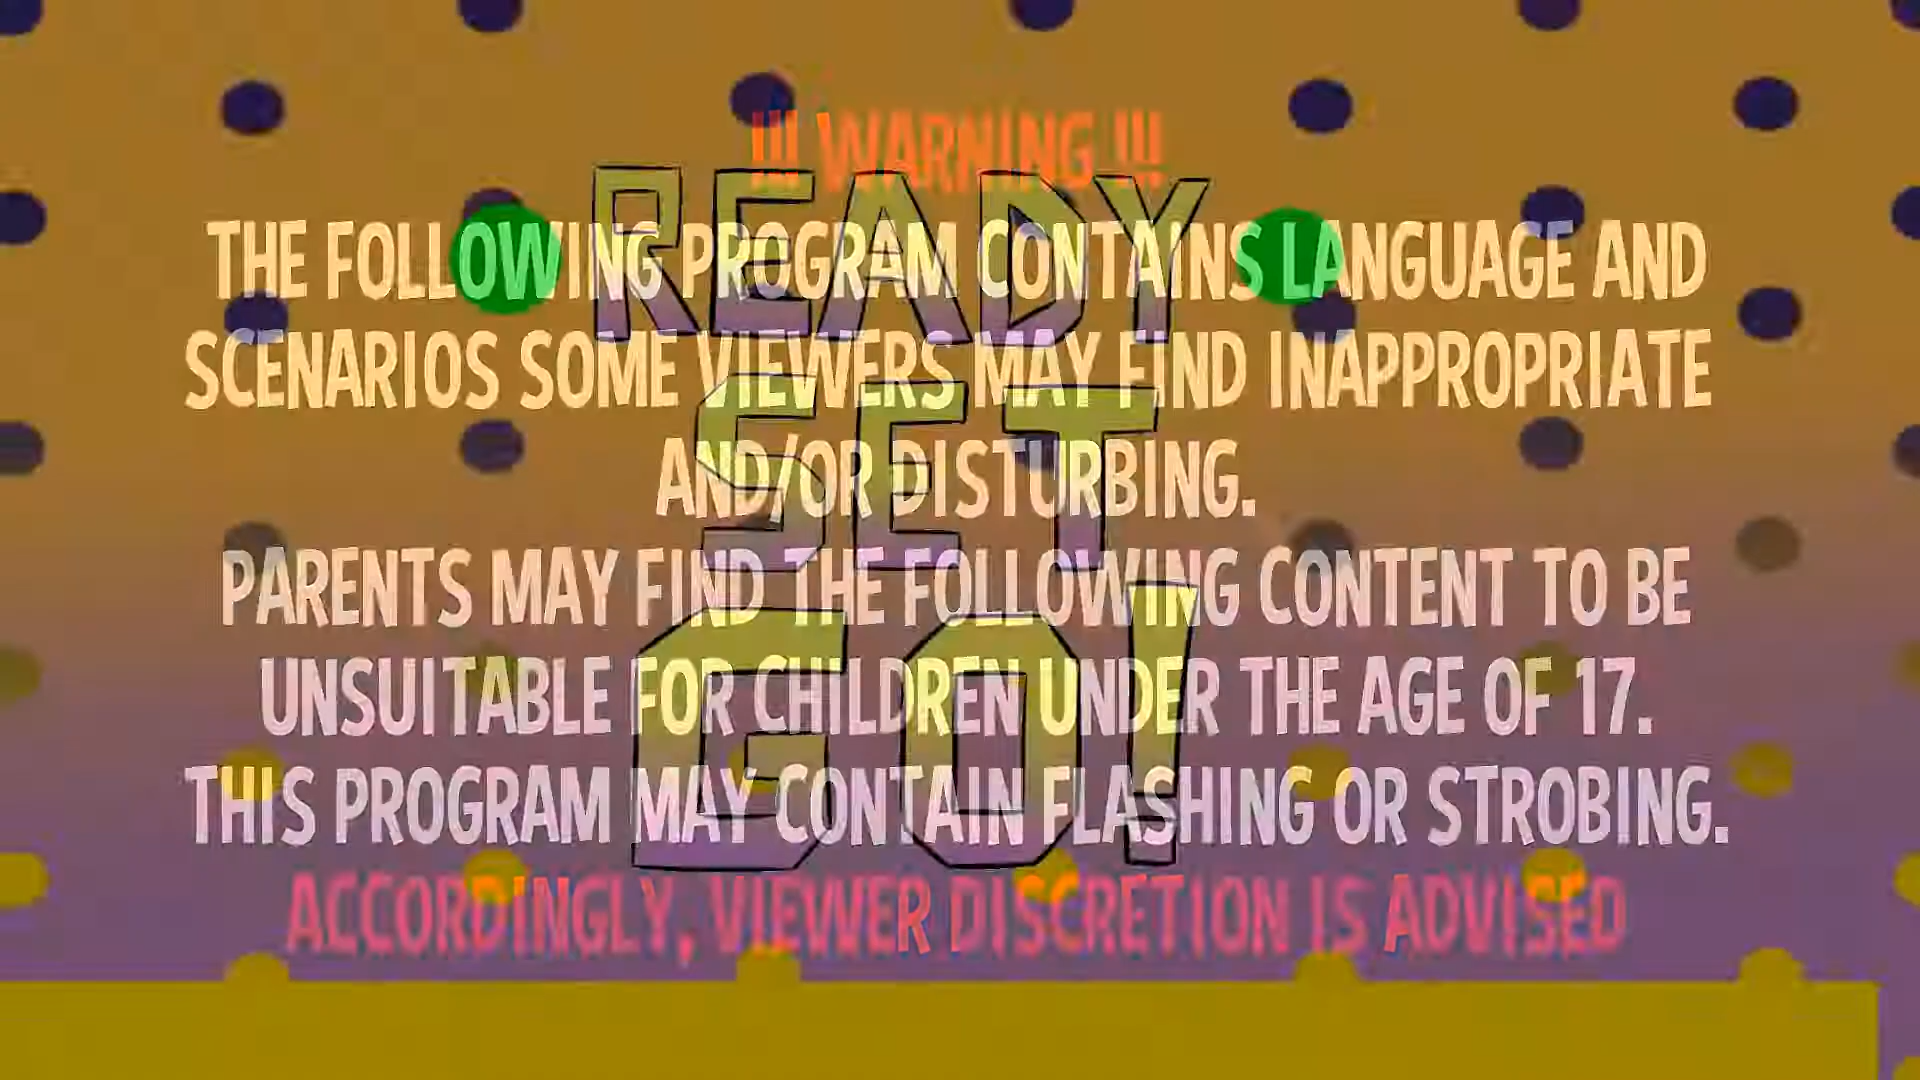 !!! WARNING !!!
READY
THE FOLLOWING PROGRAM CONTAINS LANGUAGE AND
SCENARIOS SOME VIEWERS MAY FIND INAPPROPRIATE
SET
AND/OR DISTURBING.
PARENTS MAY FIND THE FOLLOWING CONTENT TO BE
UNSUITABLE FOR CHILDREN UNDER THE AGE OF 17.
GO!
THIS PROGRAM MAY CONTAIN FLASHING OR STROBING.
ACCORDINGLY, VIEWER DISCRETION IS ADVISED